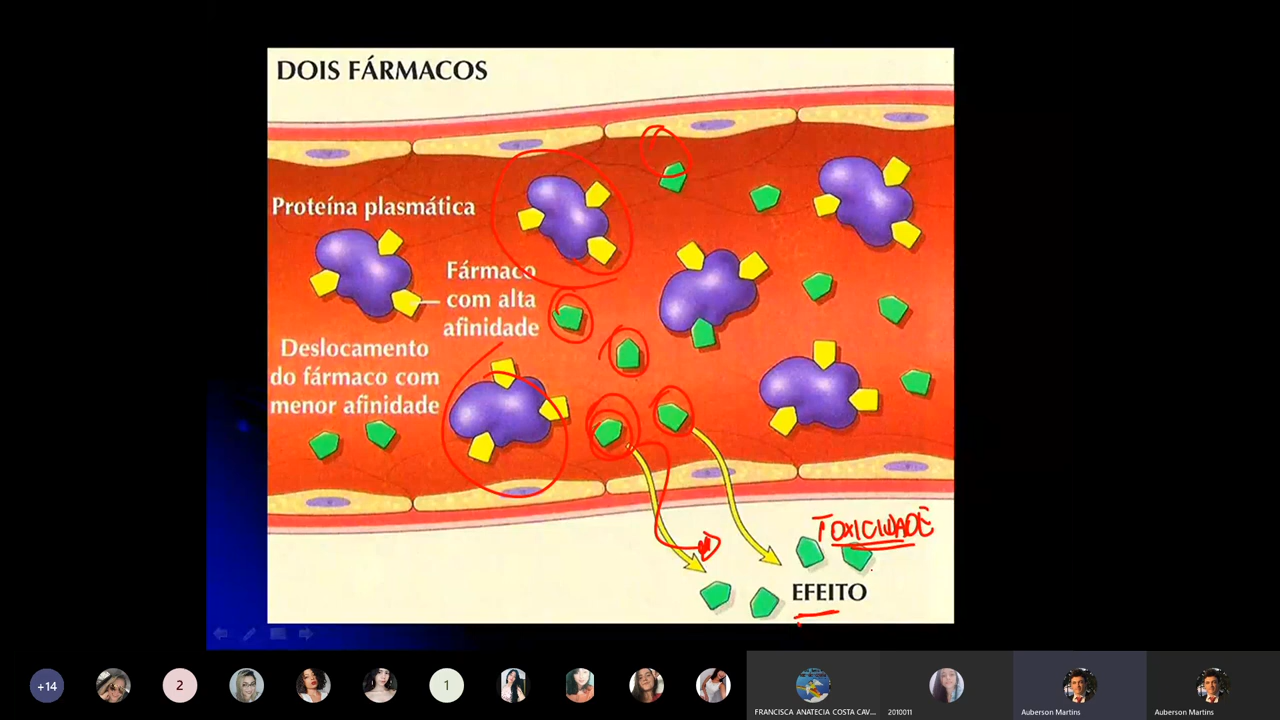 DOIS FÁRMACOS
Proteína plasmática
Fármaco
com alta
afinidade
Deslocamento
do fármaco com
menor afinidade
TOXICIDADE
EFEITO
+14
2
1
FRANCISCA ANATECIA COSTA CAV...
2010011
Auberson Martins
Auberson Martins